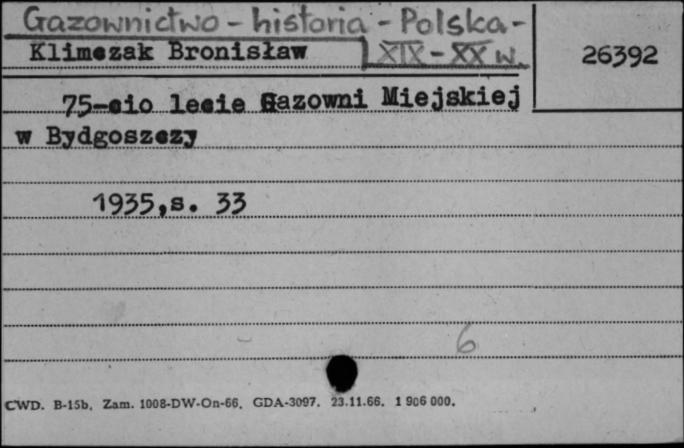 Gazownictwo - historia - Polska -
Klimczak Bronisław XIX - XX w.
26392
75-cio lecie Gazowni Miejskiej
w Bydgoszczy
1935,s. 33
6
CWD. B-15b. Zam. 1008-DW-On-66. GDA-3097. 23.11.66. 1 906 000.